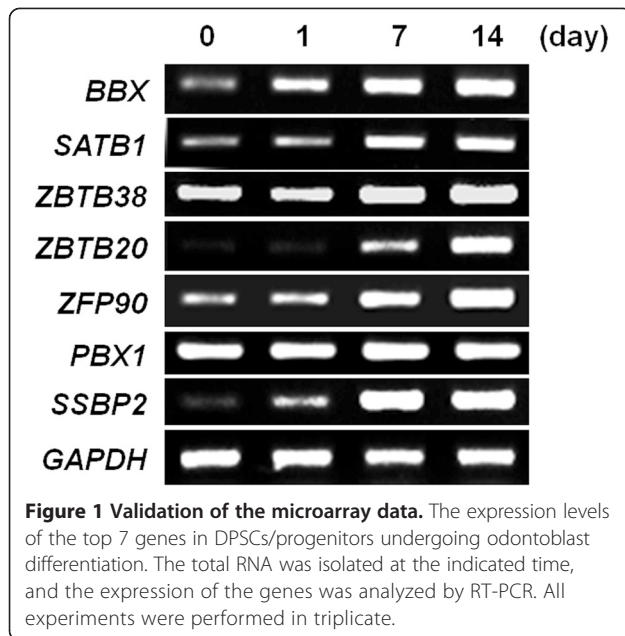 0 1 7 14 (day)
BBX
SATB1
ZBTB38
ZBTB20
ZFP90
PBX1
SSBP2
GAPDH
Figure 1 Validation of the microarray data. The expression levels
of the top 7 genes in DPSCs/progenitors undergoing odontoblast
differentiation. The total RNA was isolated at the indicated time,
and the expression of the genes was analyzed by RT-PCR. All
experiments were performed in triplicate.